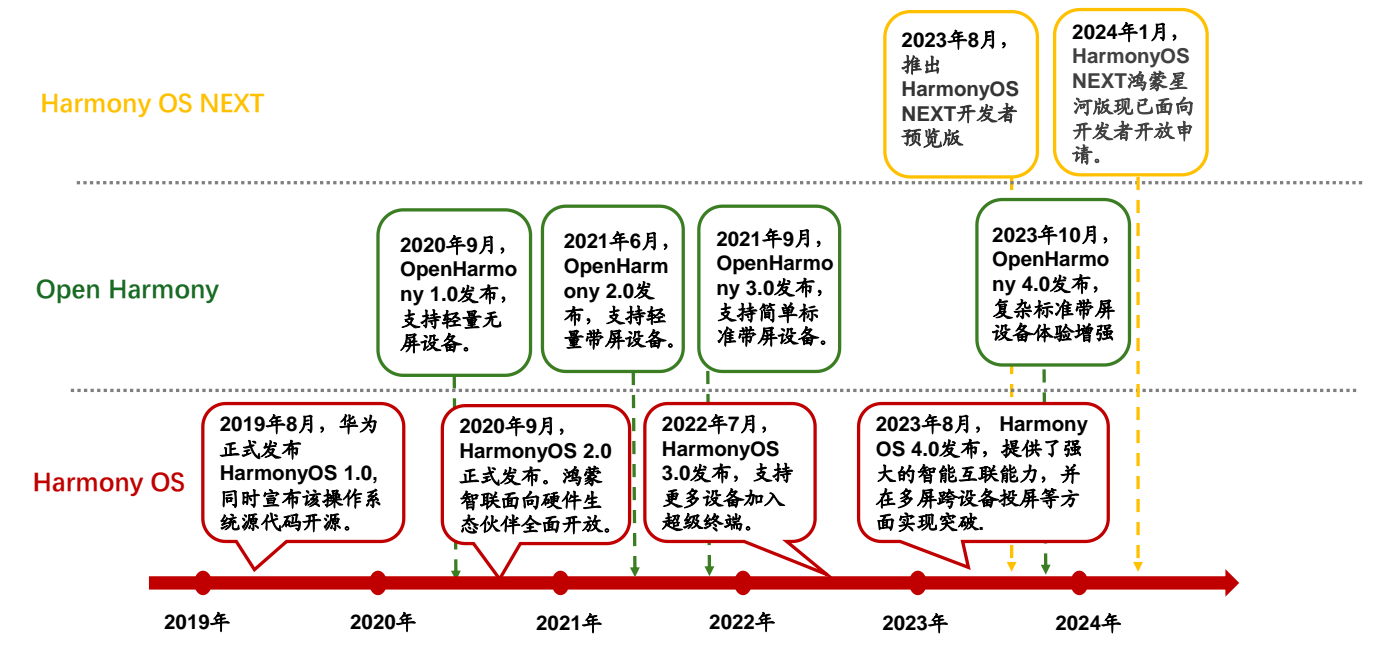 Harmony OS NEXT
2023年8月，
推出
HarmonyOS
NEXT开发者
预览版
2024年1月，
HarmonyOS
NEXT鸿蒙星
河版现已面向
开发者开放申
请。
Open Harmony
2020年9月，
OpenHarmo
ny 1.0发布，
支持轻量无
屏设备。
2021年6月，
OpenHarm
ony 2.0发
布，支持轻
量带屏设备。
2021年9月，
OpenHarmo
ny 3.0发布，
支持简单标
准带屏设备。
2023年10月，
OpenHarmo
ny 4.0发布，
复杂标准带屏
设备体验增强
Harmony OS
2019年8月，华为
正式发布
HarmonyOS 1.0,
同时宣布该操作系
统源代码开源。
2020年9月，
HarmonyOS 2.0
正式发布。鸿蒙
智联面向硬件生
态伙伴全面开放。
2022年7月，
HarmonyOS
3.0发布，支持
更多设备加入
超级终端。
2023年8月， Harmony
OS 4.0发布，提供了强
大的智能互联能力，并
在多屏跨设备投屏等方
面实现突破.
2019年
2020年
2021年
2022年
2023年
2024年